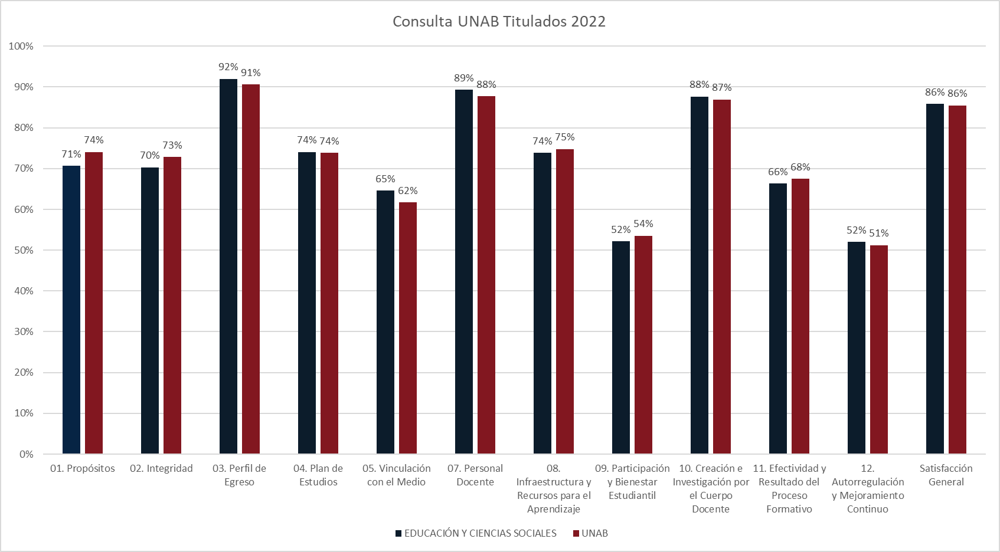 Consulta UNAB Titulados 2022
100%
90%
80%
70%
60%
50%
40%
30%
20%
10%
0%
71%
74%
70%
73%
92%
91%
74%
74%
65%
62%
89%
88%
74%
75%
52%
54%
88%
87%
66%
68%
52%
51%
86%
86%
01. Propósitos
02. Integridad
03. Perfil de
Egreso
04. Plan de
Estudios
05. Vinculación
con el Medio
07. Personal
Docente
08.
Infraestructura y
Recursos para el
Aprendizaje
09. Participación
y Bienestar
Estudiantil
10. Creación e
Investigación por
el Cuerpo
Docente
11. Efectividad y
Resultado del
Proceso
Formativo
12.
Autorregulación
y Mejoramiento
Continuo
Satisfacción
General
EDUCACIÓN Y CIENCIAS SOCIALES
UNAB